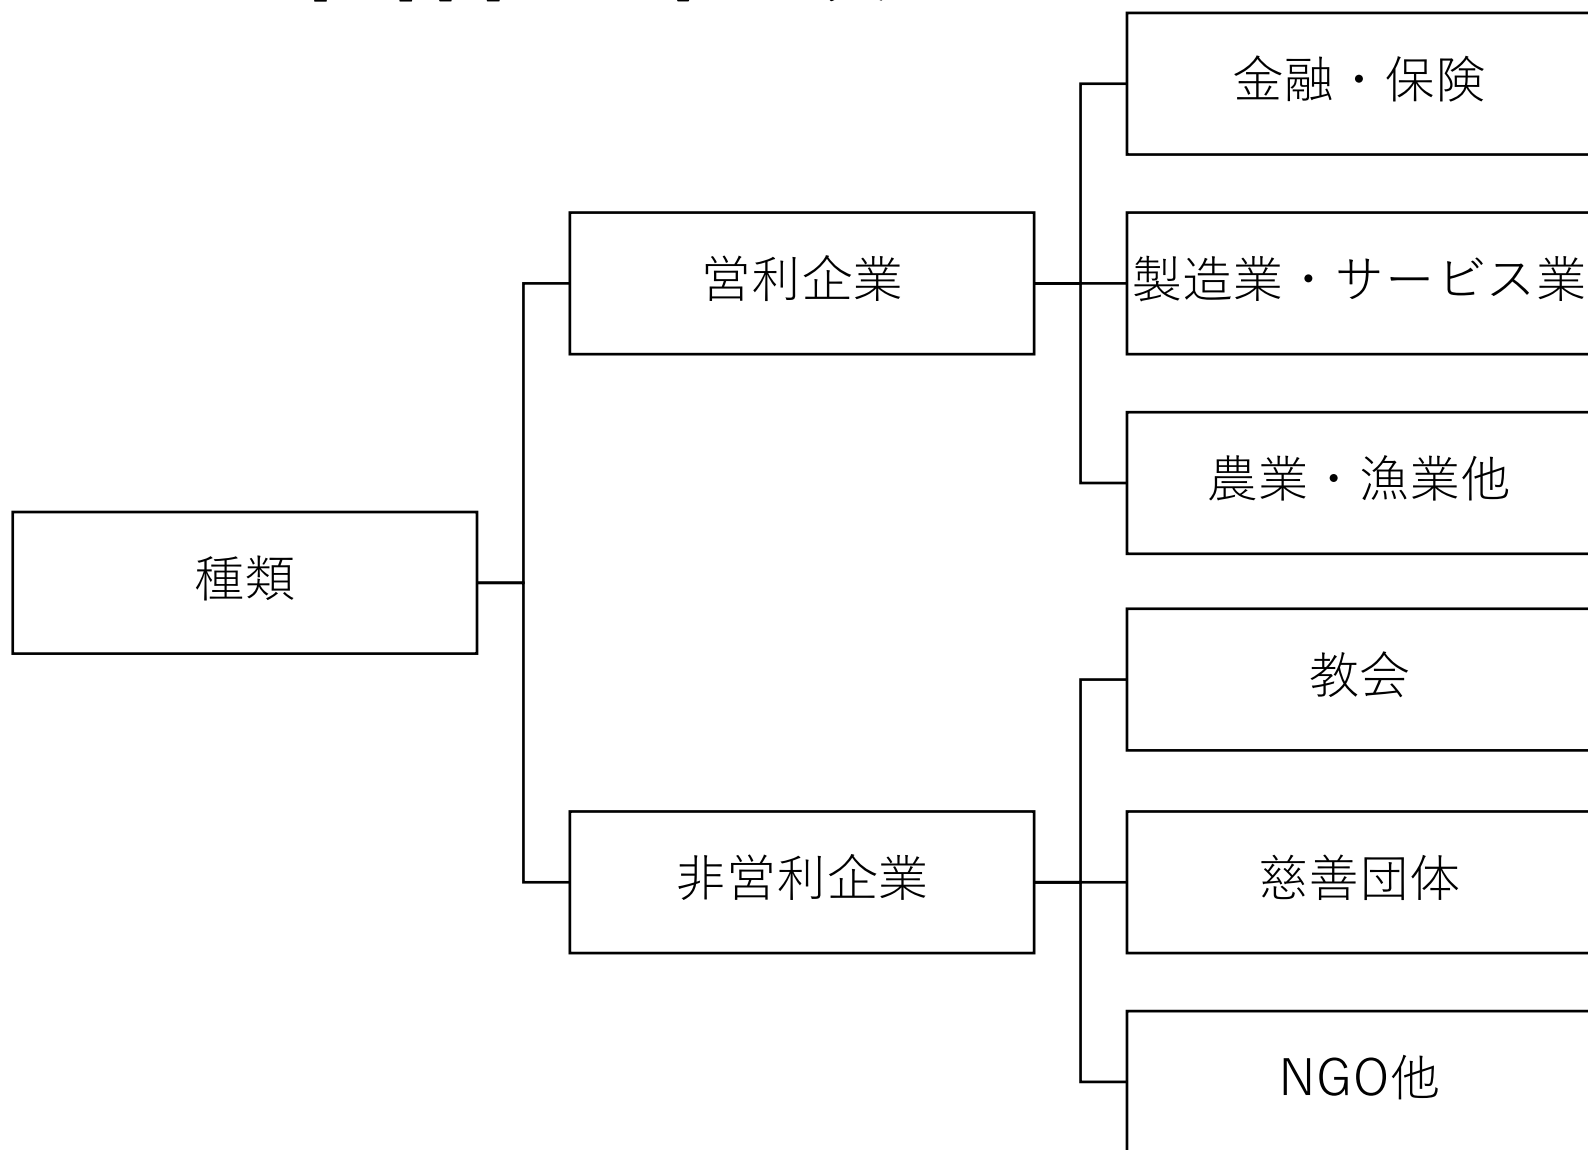 金融・保険
営利企業
製造業・サービス業
農業・漁業他
種類
教会
非営利企業
慈善団体
NGO他